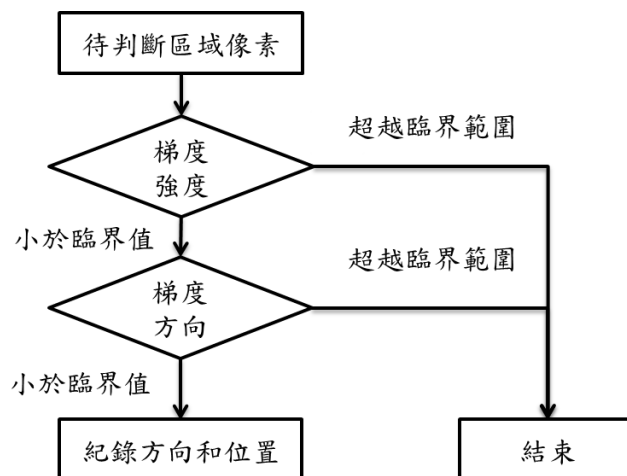 待判斷區域像素
超越臨界範圍
梯度
強度
小於臨界值
超越臨界範圍
梯度
方向
小於臨界值
紀錄方向和位置
結束